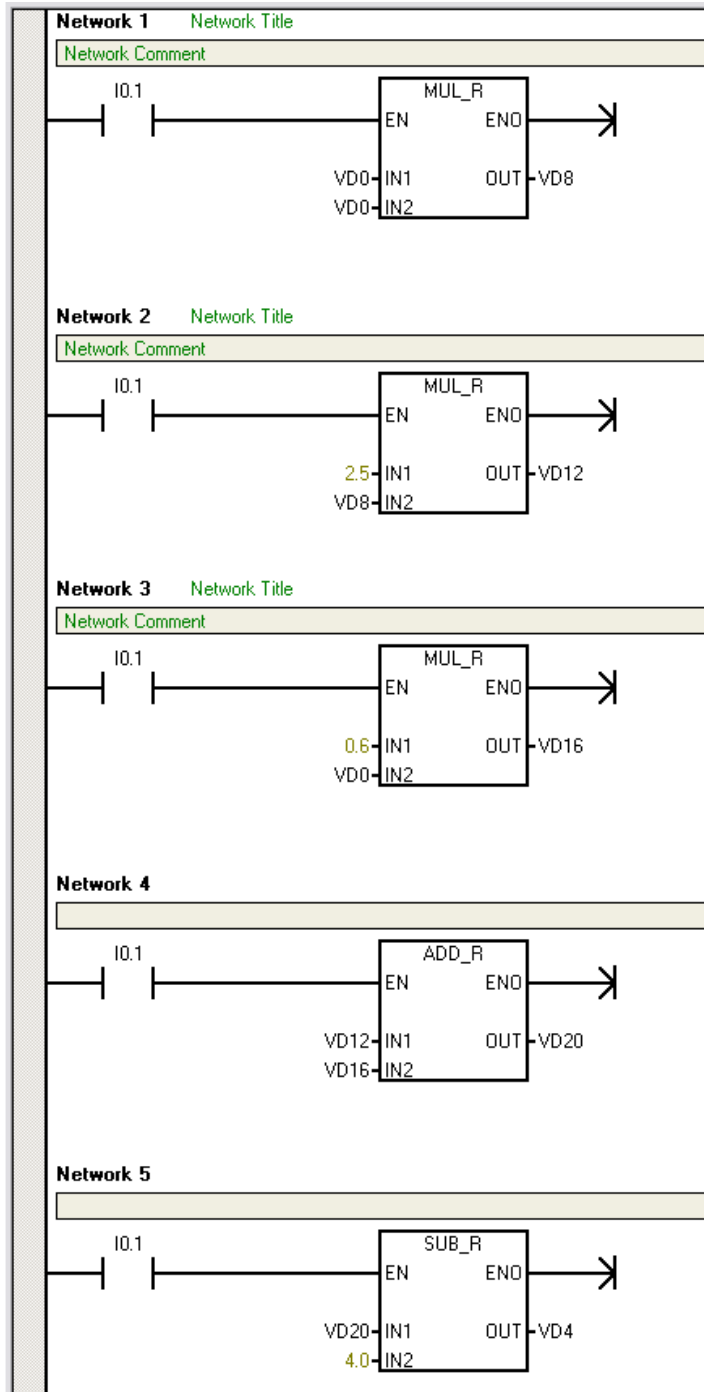 Network 1 Network Title
Network Comment
I0.1 MUL_R
EN ENO
VD0 IN1 OUT VD8
VD0 IN2
Network 2 Network Title
Network Comment
I0.1 MUL_R
EN ENO
2.5 IN1 OUT VD12
VD8 IN2
Network 3 Network Title
Network Comment
I0.1 MUL_R
EN ENO
0.6 IN1 OUT VD16
VD0 IN2
Network 4
I0.1 ADD_R
EN ENO
VD12 IN1 OUT VD20
VD16 IN2
Network 5
I0.1 SUB_R
EN ENO
VD20 IN1 OUT VD4
4.0 IN2